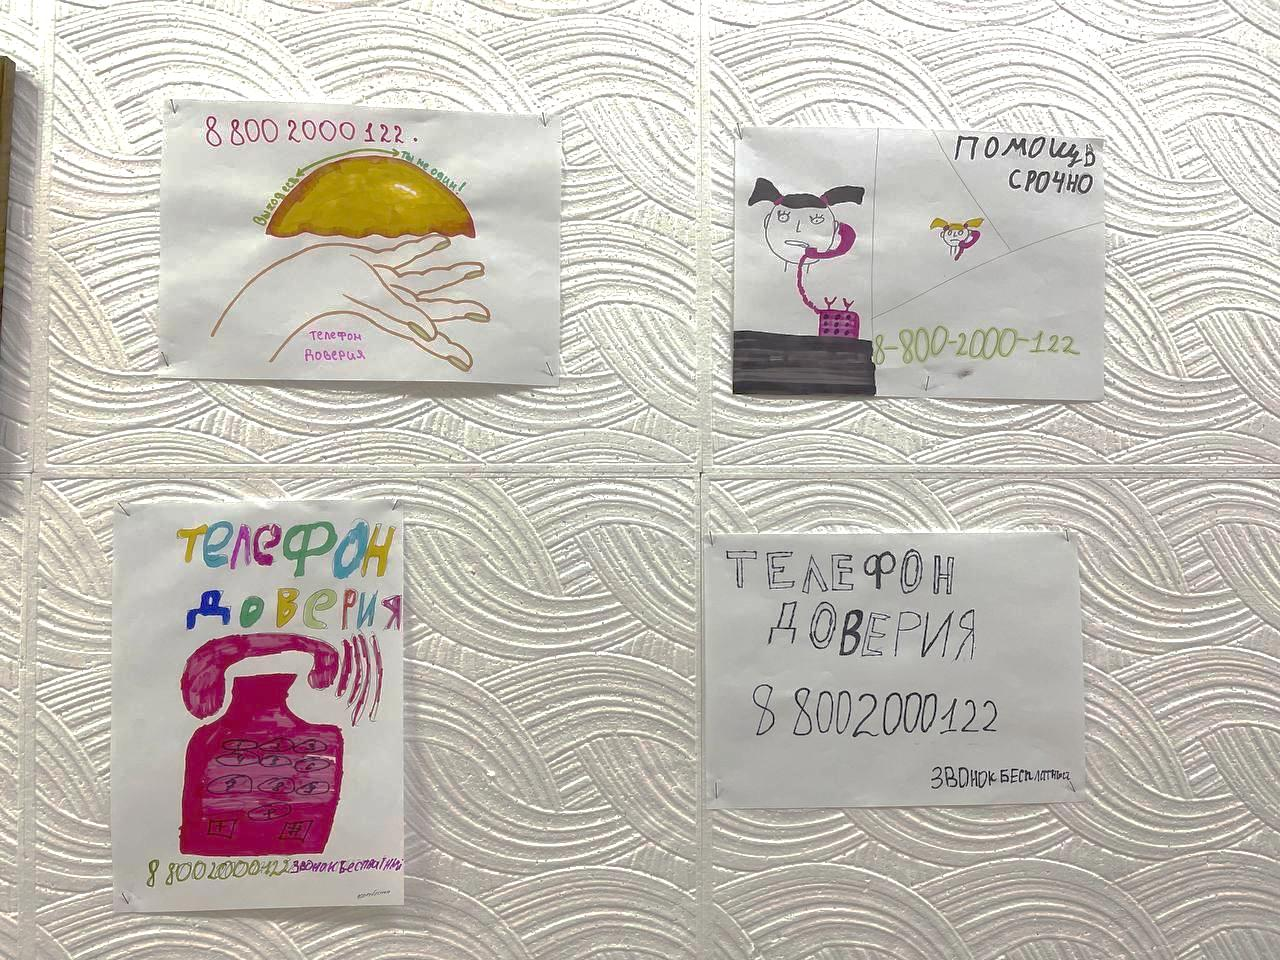 8 800 2000 122.
ты не один!
телефон
доверия
ПОМОЩЬ
СРОЧНО
8-800-2000-122
телефон
доверия
8 8002000122 звонок бесплатный
ТЕЛЕФОН
ДОВЕРИЯ
8 8002000122
ЗВОНОК БЕСПЛАТНЫЙ